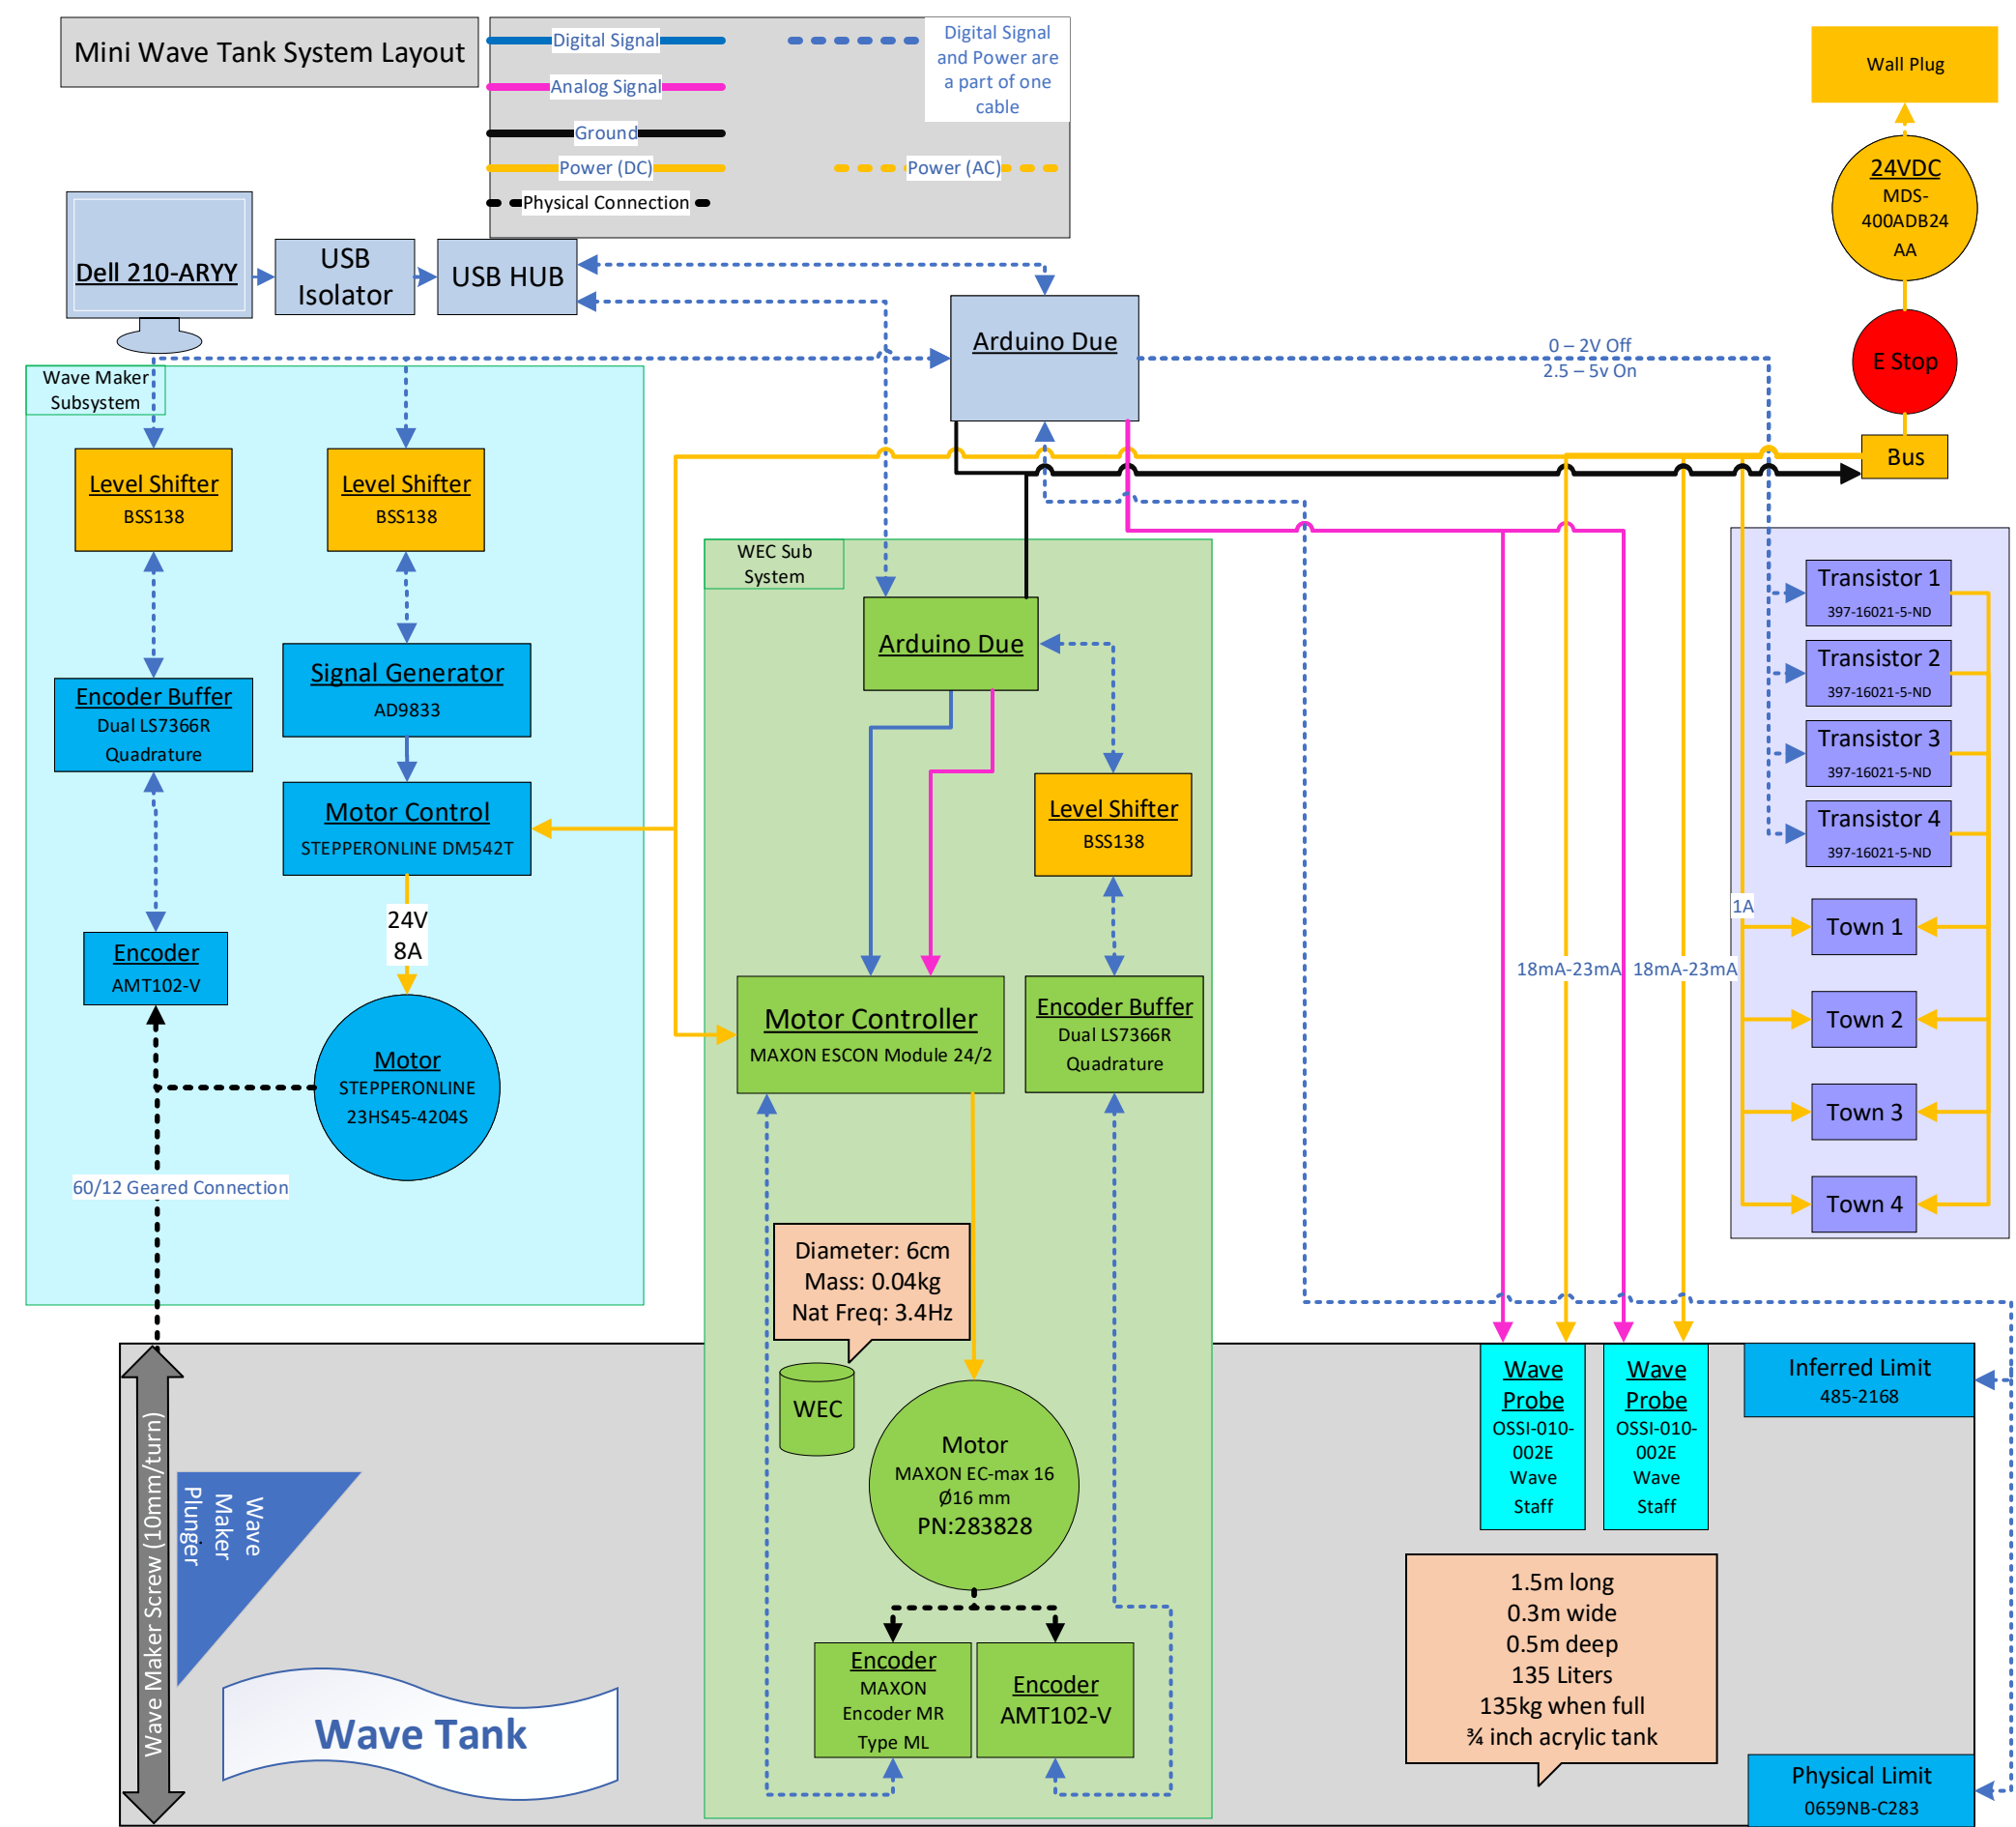 Mini Wave Tank System Layout
Digital Signal
Analog Signal
Ground
Power (DC)
Physical Connection
Digital Signal
and Power are
a part of one
cable
Power (AC)
Wall Plug
24VDC
MDS-
400ADB24
AA
E Stop
Bus
Dell 210-ARYY
USB
Isolator
USB HUB
Arduino Due
0 – 2V Off
2.5 – 5v On
Wave Maker
Subsystem
Level Shifter
BSS138
Level Shifter
BSS138
Encoder Buffer
Dual LS7366R
Quadrature
Signal Generator
AD9833
Motor Control
STEPPERONLINE DM542T
24V
8A
Encoder
AMT102-V
Motor
STEPPERONLINE
23HS45-4204S
60/12 Geared Connection
WEC Sub
System
Arduino Due
Level Shifter
BSS138
Motor Controller
MAXON ESCON Module 24/2
Encoder Buffer
Dual LS7366R
Quadrature
Diameter: 6cm
Mass: 0.04kg
Nat Freq: 3.4Hz
WEC
Motor
MAXON EC-max 16
Ø16 mm
PN:283828
Encoder
MAXON
Encoder MR
Type ML
Encoder
AMT102-V
Transistor 1
397-16021-5-ND
Transistor 2
397-16021-5-ND
Transistor 3
397-16021-5-ND
Transistor 4
397-16021-5-ND
1A
Town 1
Town 2
Town 3
Town 4
18mA-23mA
18mA-23mA
Wave
Probe
OSSI-010-
002E
Wave
Staff
Wave
Probe
OSSI-010-
002E
Wave
Staff
Inferred Limit
485-2168
1.5m long
0.3m wide
0.5m deep
135 Liters
135kg when full
¾ inch acrylic tank
Physical Limit
0659NB-C283
Wave Maker Screw (10mm/turn)
Wave
Maker
Plunger
Wave Tank